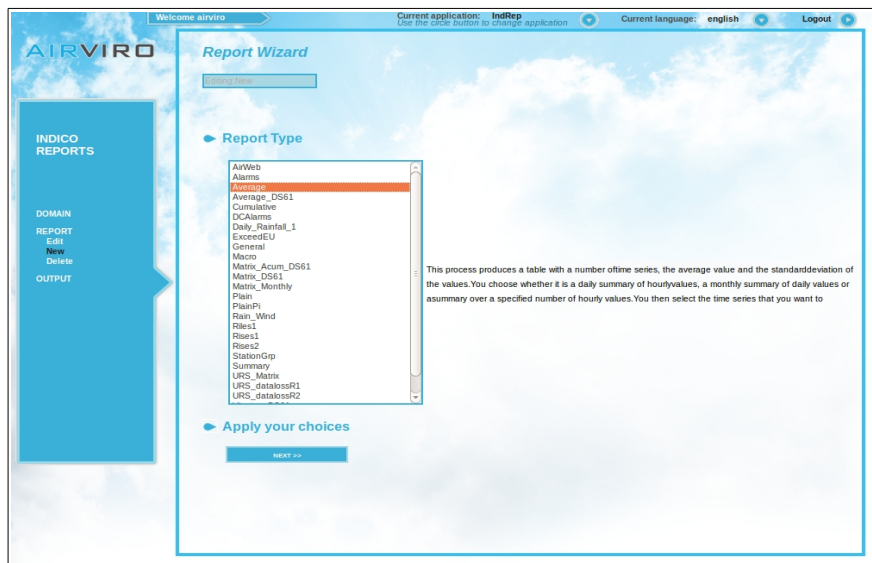 Welcome airviro
Current application: IndRep
Use the circle button to change application
Current language: english
Logout
AIRVIRO
Report Wizard
Editing New
INDICO
REPORTS
DOMAIN
REPORT
Edit
New
Delete
OUTPUT
Report Type
AirWeb
Alarms
Average
Average_DS61
Cumulative
DCAlarms
Daily_Rainfall_1
ExceedEU
General
Macro
Matrix_Acum_DS61
Matrix_DS61
Matrix_Monthly
Plain
PlainPi
Rain_Wind
Riles1
Rises1
Rises2
StationGrp
Summary
URS_Matrix
URS_datalossR1
URS_datalossR2
This process produces a table with a number oftime series, the average value and the standarddeviation of
the values.You choose whether it is a daily summary of hourlyvalues, a monthly summary of daily values or
asummary over a specified number of hourly values.You then select the time series that you want to
Apply your choices
NEXT >>